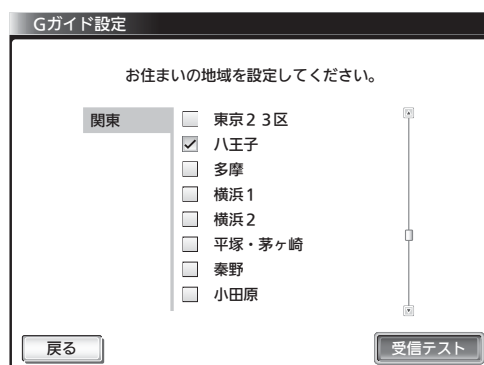 Gガイド設定
お住まいの地域を設定してください。
関東
東京２３区
八王子
多摩
横浜1
横浜2
平塚・茅ヶ崎
秦野
小田原
戻る
受信テスト